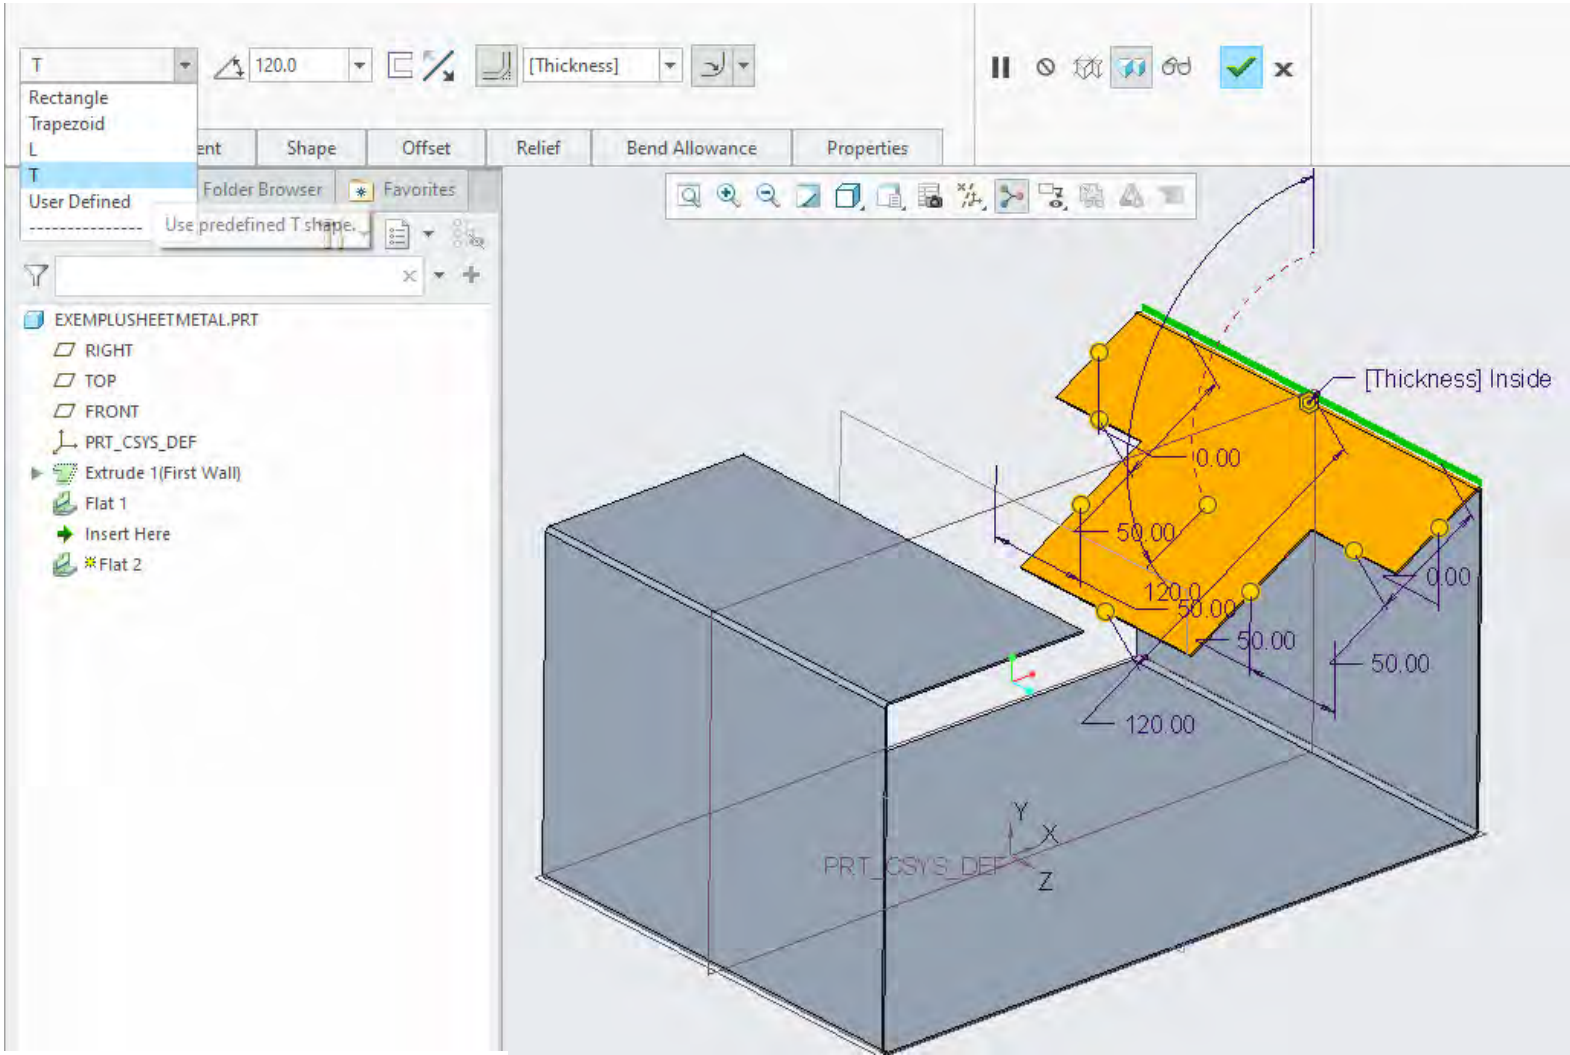 T
120.0
[Thickness]
Rectangle
Trapezoid
L
T
User Defined
---------------
Use predefined T shape.
ent
Shape
Offset
Relief
Bend Allowance
Properties
Folder Browser
Favorites
EXEMPLUSHEETMETAL.PRT
RIGHT
TOP
FRONT
PRT_CSYS_DEF
Extrude 1(First Wall)
Flat 1
Insert Here
Flat 2
[Thickness] Inside
0.00
50.00
120.0
50.00
0.00
50.00
50.00
120.00
Y
X
PRT_CSYS_DEF
Z